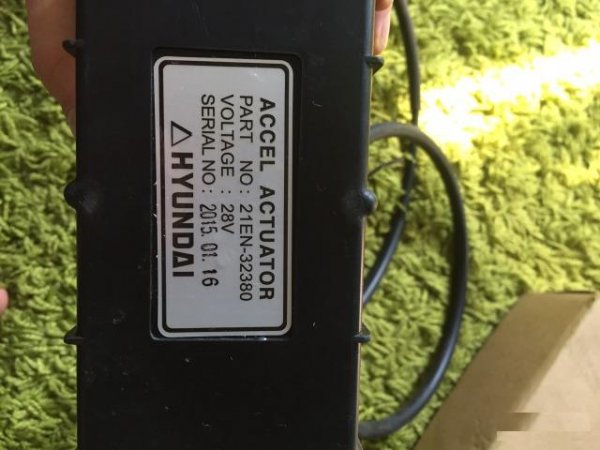 ACCEL ACTUATOR
PART NO: 21EN-32380
VOLTAGE : 28V
SERIAL NO: 2015. 01. 16
HYUNDAI